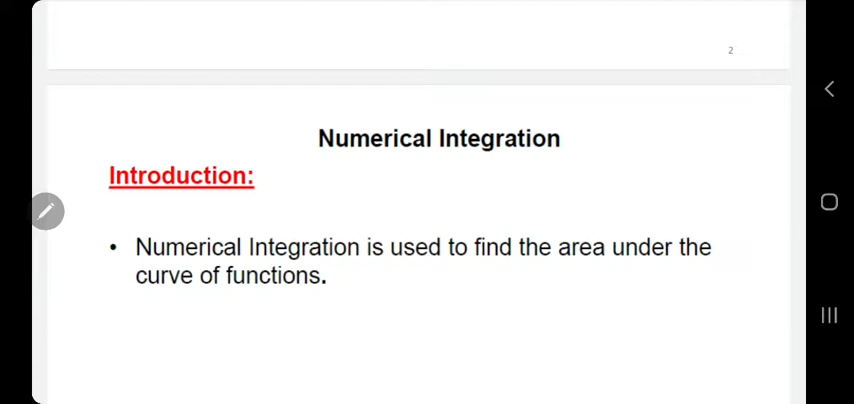 2
Numerical Integration
Introduction:
• Numerical Integration is used to find the area under the
curve of functions.